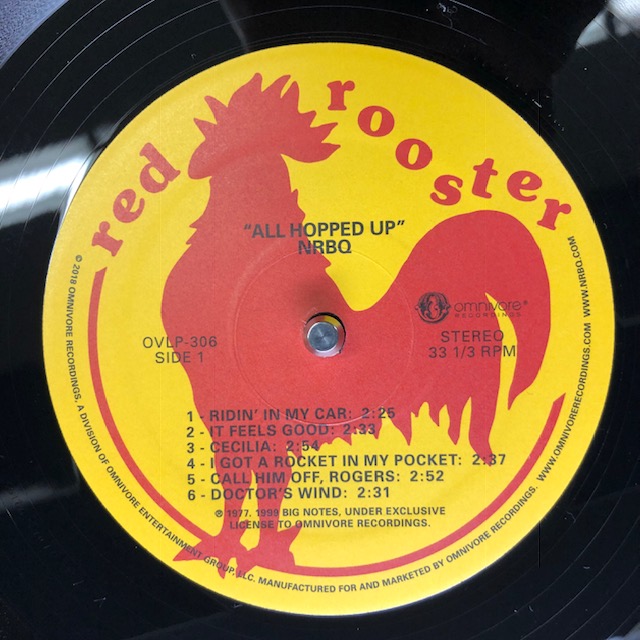 red rooster
"ALL HOPPED UP"
NRBQ
omnivore®
RECORDINGS
OVLP-306
SIDE 1
STEREO
33 1/3 RPM
1 - RIDIN' IN MY CAR: 2:25
2 - IT FEELS GOOD: 2:33
3 - CECILIA: 2:54
4 - I GOT A ROCKET IN MY POCKET: 2:37
5 - CALL HIM OFF, ROGERS: 2:52
6 - DOCTOR'S WIND: 2:31
℗ 1977, 1999 BIG NOTES, UNDER EXCLUSIVE
LICENSE TO OMNIVORE RECORDINGS.
© 2018 OMNIVORE RECORDINGS, A DIVISION OF OMNIVORE ENTERTAINMENT GROUP, LLC. MANUFACTURED FOR AND MARKETED BY OMNIVORE RECORDINGS. WWW.OMNIVORERECORDINGS.COM WWW.NRBQ.COM